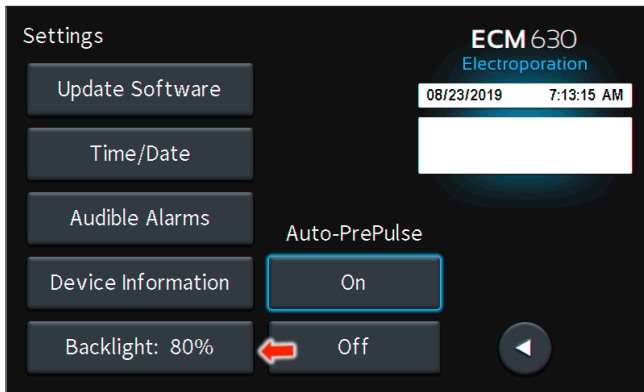 Settings
ECM 630
Electroporation
Update Software
08/23/2019 7:13:15 AM
Time/Date
Audible Alarms
Auto-PrePulse
Device Information
On
Backlight: 80%
Off